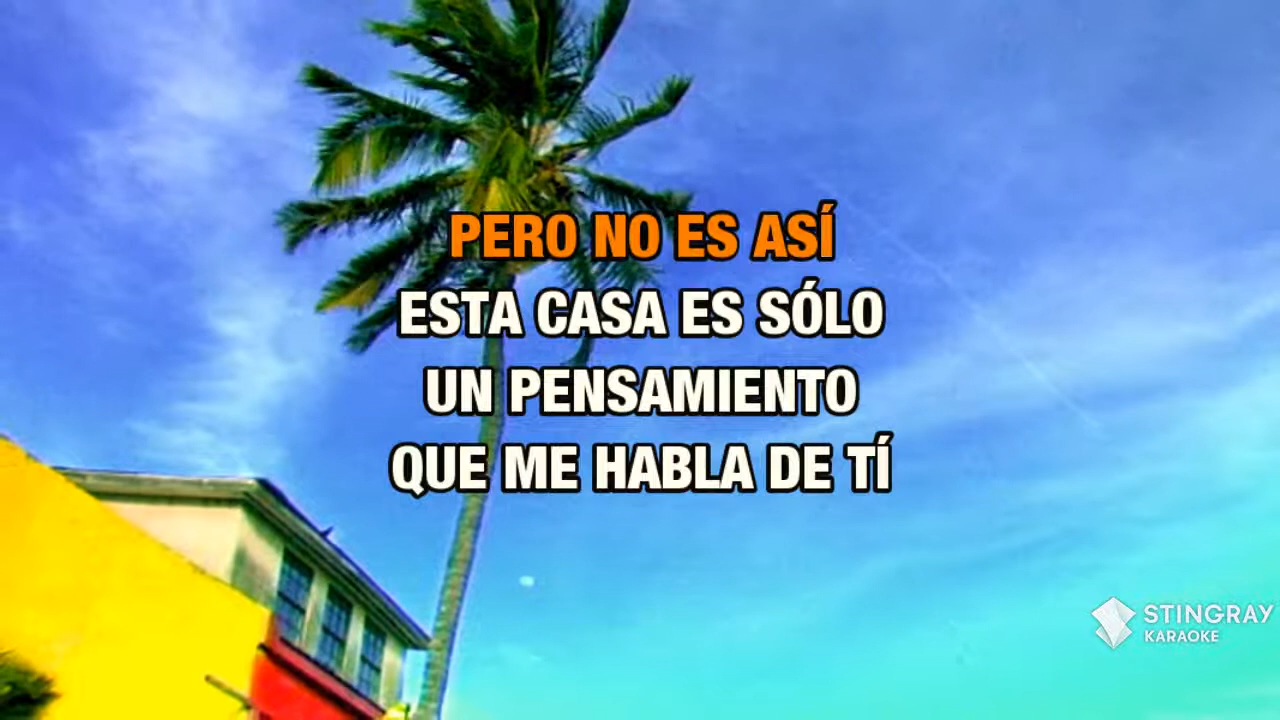 PERO NO ES ASÍ
ESTA CASA ES SÓLO
UN PENSAMIENTO
QUE ME HABLA DE TÍ
STINGRAY
KARAOKE